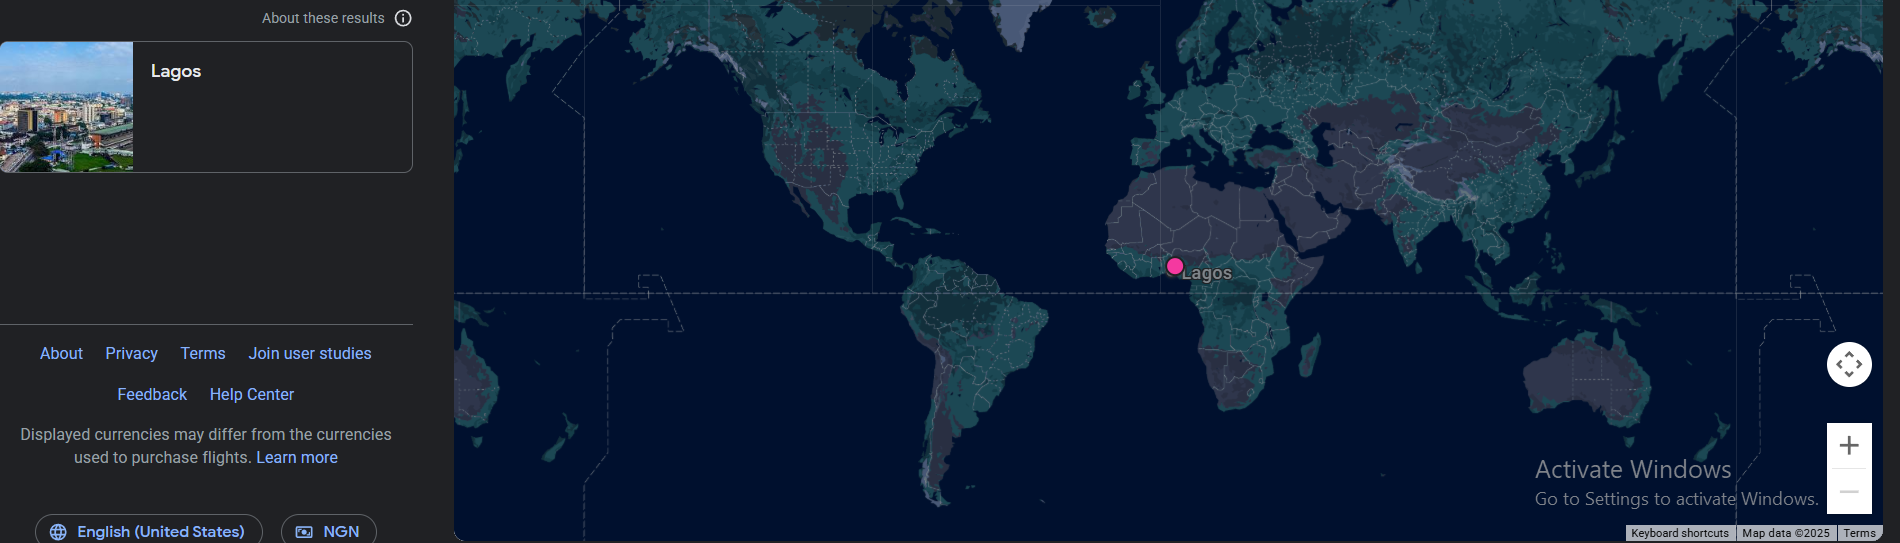 About these results
Lagos
About Privacy Terms Join user studies
Feedback Help Center
Displayed currencies may differ from the currencies
used to purchase flights. Learn more
English (United States) NGN
Lagos
Activate Windows
Go to Settings to activate Windows.
Keyboard shortcuts Map data ©2025 Terms